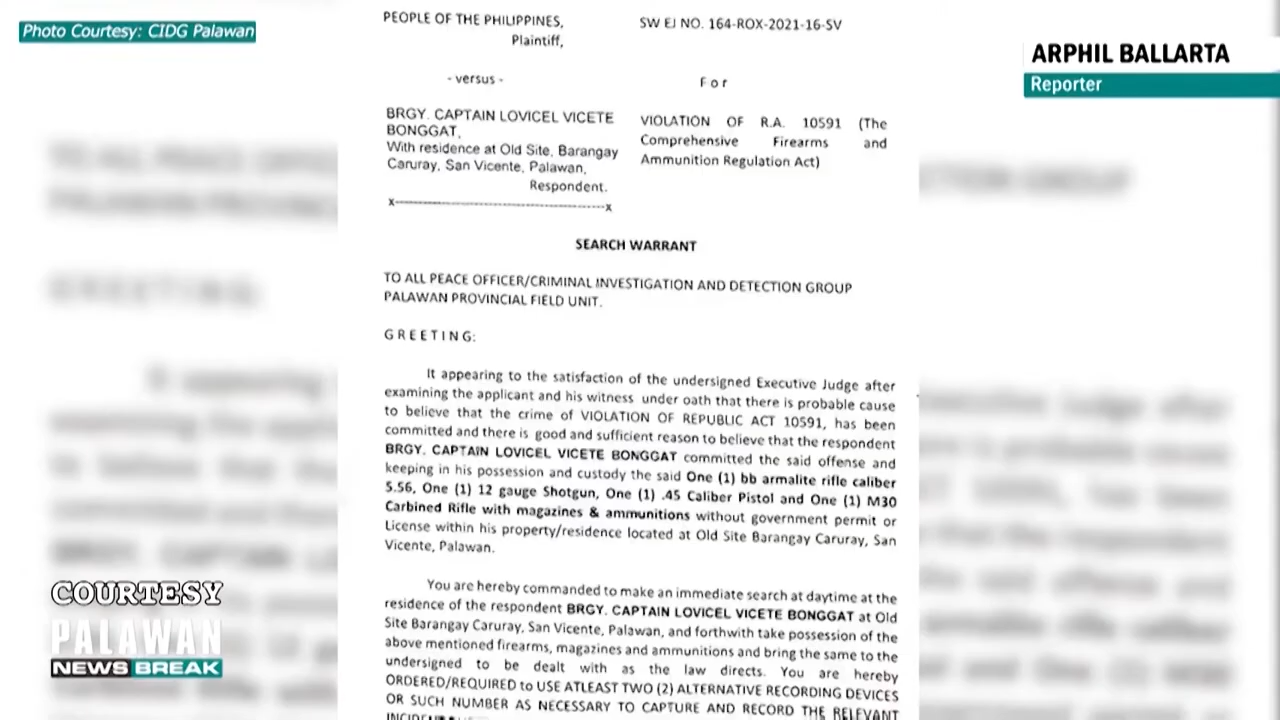 Photo Courtesy: CIDG Palawan
ARPHIL BALLARTA
Reporter
PEOPLE OF THE PHILIPPINES,
Plaintiff,
SW EJ NO. 164-ROX-2021-16-SV
- versus -
F o r
BRGY. CAPTAIN LOVICEL VICETE
BONGGAT,
With residence at Old Site, Barangay
Caruray, San Vicente, Palawan,
Respondent.
x-------------------------------------------x
VIOLATION OF R.A. 10591 (The
Comprehensive Firearms and
Ammunition Regulation Act)
SEARCH WARRANT
TO ALL PEACE OFFICER/CRIMINAL INVESTIGATION AND DETECTION GROUP
PALAWAN PROVINCIAL FIELD UNIT.
G R E E T I N G:
It appearing to the satisfaction of the undersigned Executive Judge after
examining the applicant and his witness under oath that there is probable cause
to believe that the crime of VIOLATION OF REPUBLIC ACT 10591, has been
committed and there is good and sufficient reason to believe that the respondent
BRGY. CAPTAIN LOVICEL VICETE BONGGAT committed the said offense and
keeping in his possession and custody the said One (1) bb armalite rifle caliber
5.56, One (1) 12 gauge Shotgun, One (1) .45 Caliber Pistol and One (1) M30
Carbined Rifle with magazines & ammunitions without government permit or
License within his property/residence located at Old Site Barangay Caruray, San
Vicente, Palawan.
You are hereby commanded to make an immediate search at daytime at the
residence of the respondent BRGY. CAPTAIN LOVICEL VICETE BONGGAT at Old
Site Barangay Caruray, San Vicente, Palawan, and forthwith take possession of the
above mentioned firearms, magazines and ammunitions and bring the same to the
undersigned to be dealt with as the law directs. You are hereby
ORDERED/REQUIRED to USE ATLEAST TWO (2) ALTERNATIVE RECORDING DEVICES
OR SUCH NUMBER AS NECESSARY TO CAPTURE AND RECORD THE RELEVANT
COURTESY
PALAWAN
NEWS BREAK